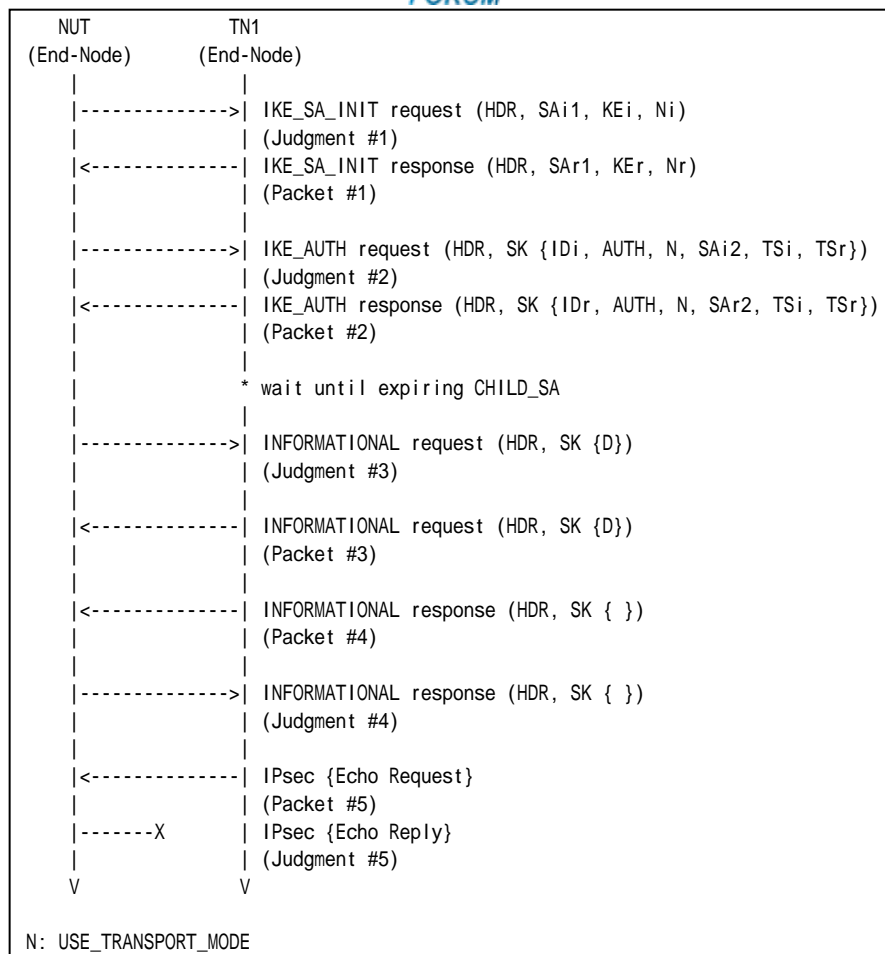 FORUM
NUT TN1
(End-Node) (End-Node)
| |
|-------------->| IKE_SA_INIT request (HDR, SAi1, KEi, Ni)
| | (Judgment #1)
|<--------------| IKE_SA_INIT response (HDR, SAr1, KEr, Nr)
| | (Packet #1)
| |
|-------------->| IKE_AUTH request (HDR, SK {IDi, AUTH, N, SAi2, TSi, TSr})
| | (Judgment #2)
|<--------------| IKE_AUTH response (HDR, SK {IDr, AUTH, N, SAr2, TSi, TSr})
| | (Packet #2)
| |
| * wait until expiring CHILD_SA
| |
|-------------->| INFORMATIONAL request (HDR, SK {D})
| | (Judgment #3)
| |
|<--------------| INFORMATIONAL request (HDR, SK {D})
| | (Packet #3)
| |
|<--------------| INFORMATIONAL response (HDR, SK { })
| | (Packet #4)
| |
|-------------->| INFORMATIONAL response (HDR, SK { })
| | (Judgment #4)
| |
|<--------------| IPsec {Echo Request}
| | (Packet #5)
|-------X | IPsec {Echo Reply}
| | (Judgment #5)
V V
N: USE_TRANSPORT_MODE